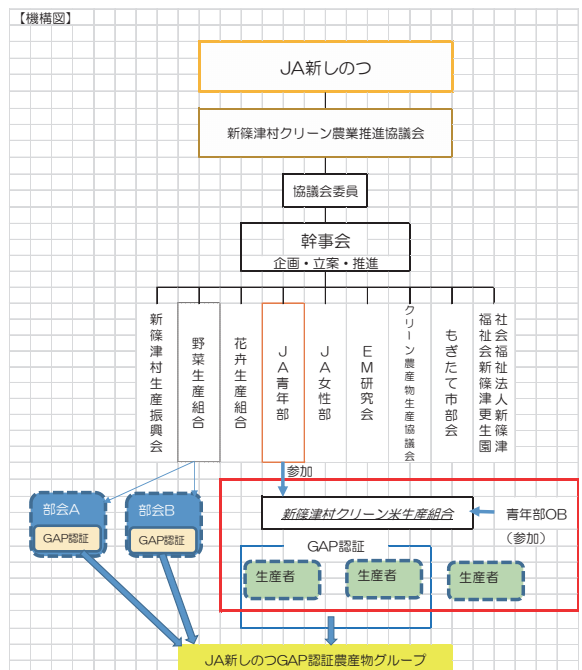 【機構図】
JA新しのつ
新篠津村クリーン農業推進協議会
協議会委員
幹事会
企画・立案・推進
新篠津村生産振興会
野菜生産組合
花卉生産組合
JA青年部
JA女性部
EM研究会
クリーン農産物生産協議会
もぎたて市部会
社会福祉法人新篠津
福祉会新篠津更生園
参加
部会A
GAP認証
部会B
GAP認証
新篠津村クリーン米生産組合
青年部OB
（参加）
GAP認証
生産者
生産者
生産者
JA新しのつGAP認証農産物グループ